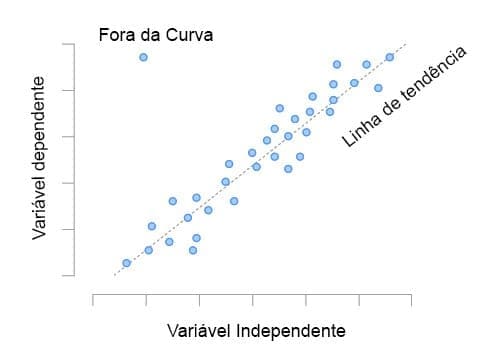 Fora da Curva
Variável dependente
Linha de tendência
Variável Independente